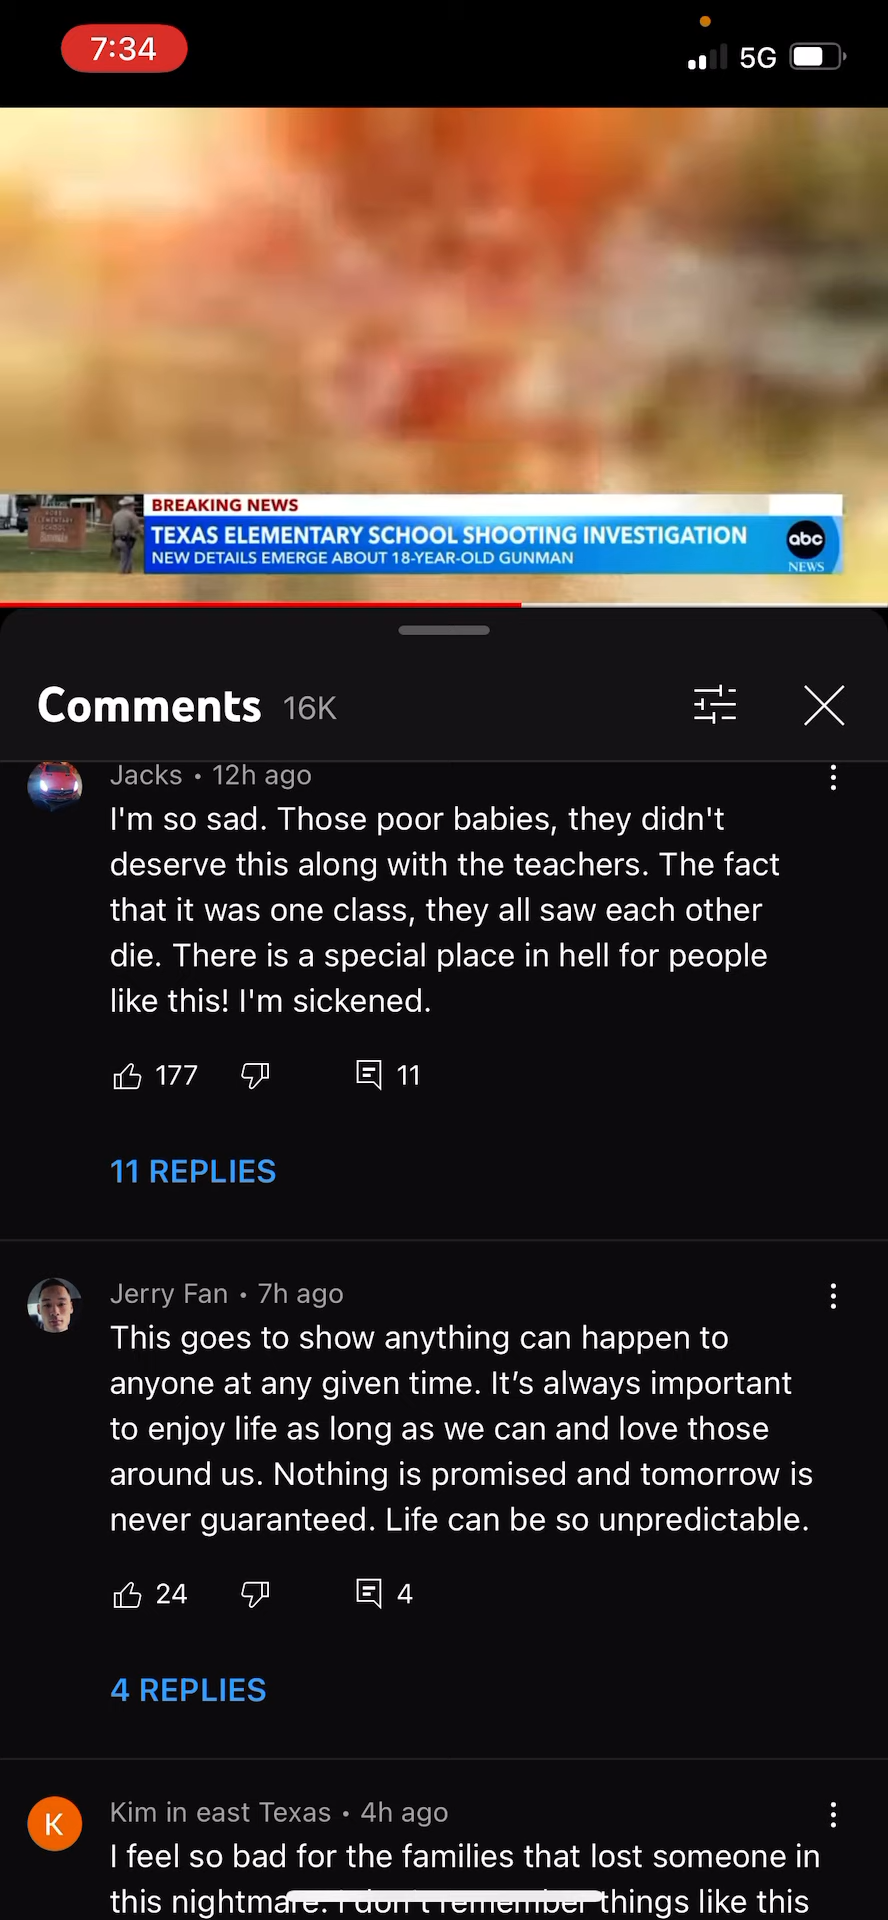 7:34
5G
BREAKING NEWS
TEXAS ELEMENTARY SCHOOL SHOOTING INVESTIGATION
NEW DETAILS EMERGE ABOUT 18-YEAR-OLD GUNMAN
abc
NEWS
Comments 16K
Jacks • 12h ago
I'm so sad. Those poor babies, they didn't
deserve this along with the teachers. The fact
that it was one class, they all saw each other
die. There is a special place in hell for people
like this! I'm sickened.
177 11
11 REPLIES
Jerry Fan • 7h ago
This goes to show anything can happen to
anyone at any given time. It’s always important
to enjoy life as long as we can and love those
around us. Nothing is promised and tomorrow is
never guaranteed. Life can be so unpredictable.
24 4
4 REPLIES
K
Kim in east Texas • 4h ago
I feel so bad for the families that lost someone in
this nightmare. I don't remember things like this